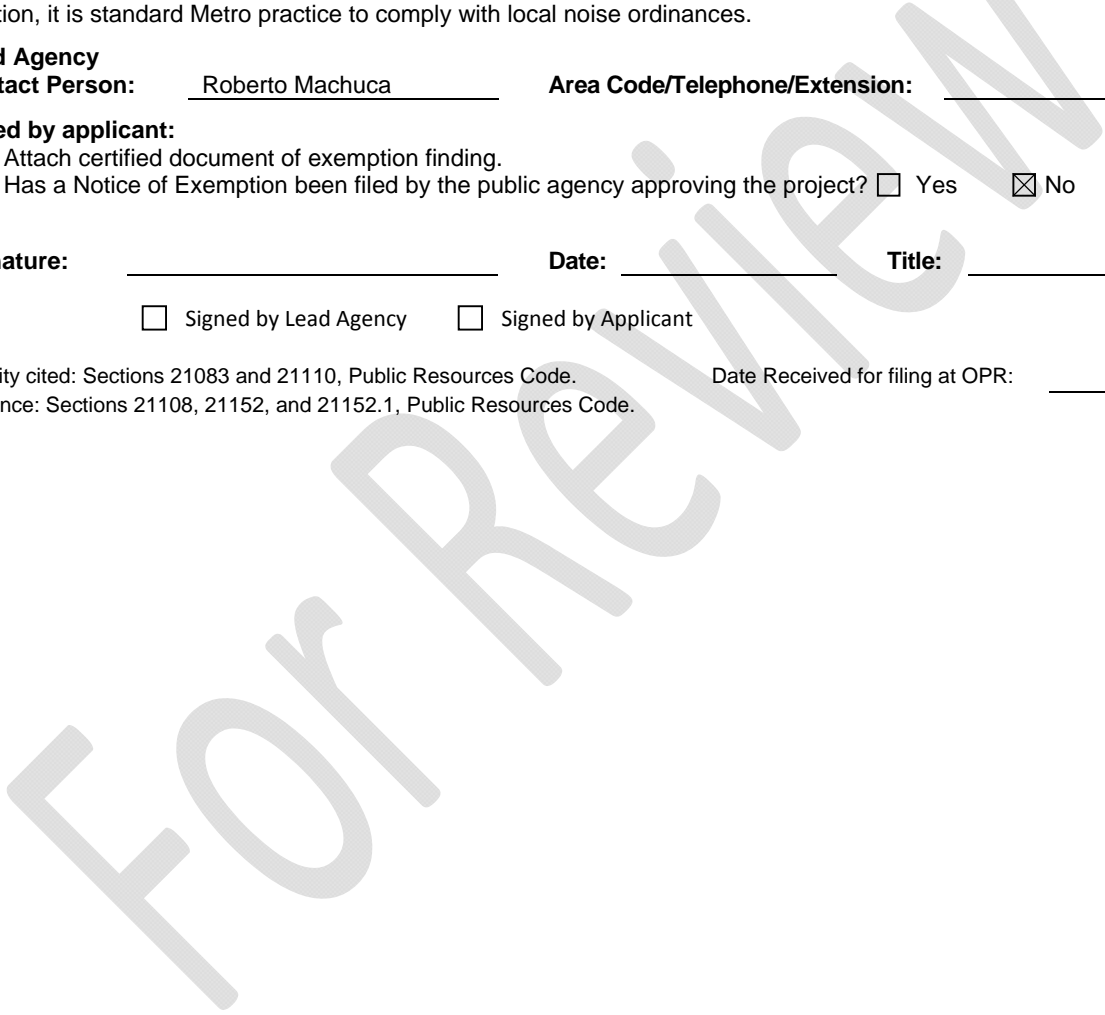 tion, it is standard Metro practice to comply with local noise ordinances.
d Agency
tact Person: Roberto Machuca Area Code/Telephone/Extension:
ed by applicant:
Attach certified document of exemption finding.
Has a Notice of Exemption been filed by the public agency approving the project? ☐ Yes ☒ No
nature: Date: Title:
☐ Signed by Lead Agency ☐ Signed by Applicant
ity cited: Sections 21083 and 21110, Public Resources Code. Date Received for filing at OPR:
nce: Sections 21108, 21152, and 21152.1, Public Resources Code.
For Review